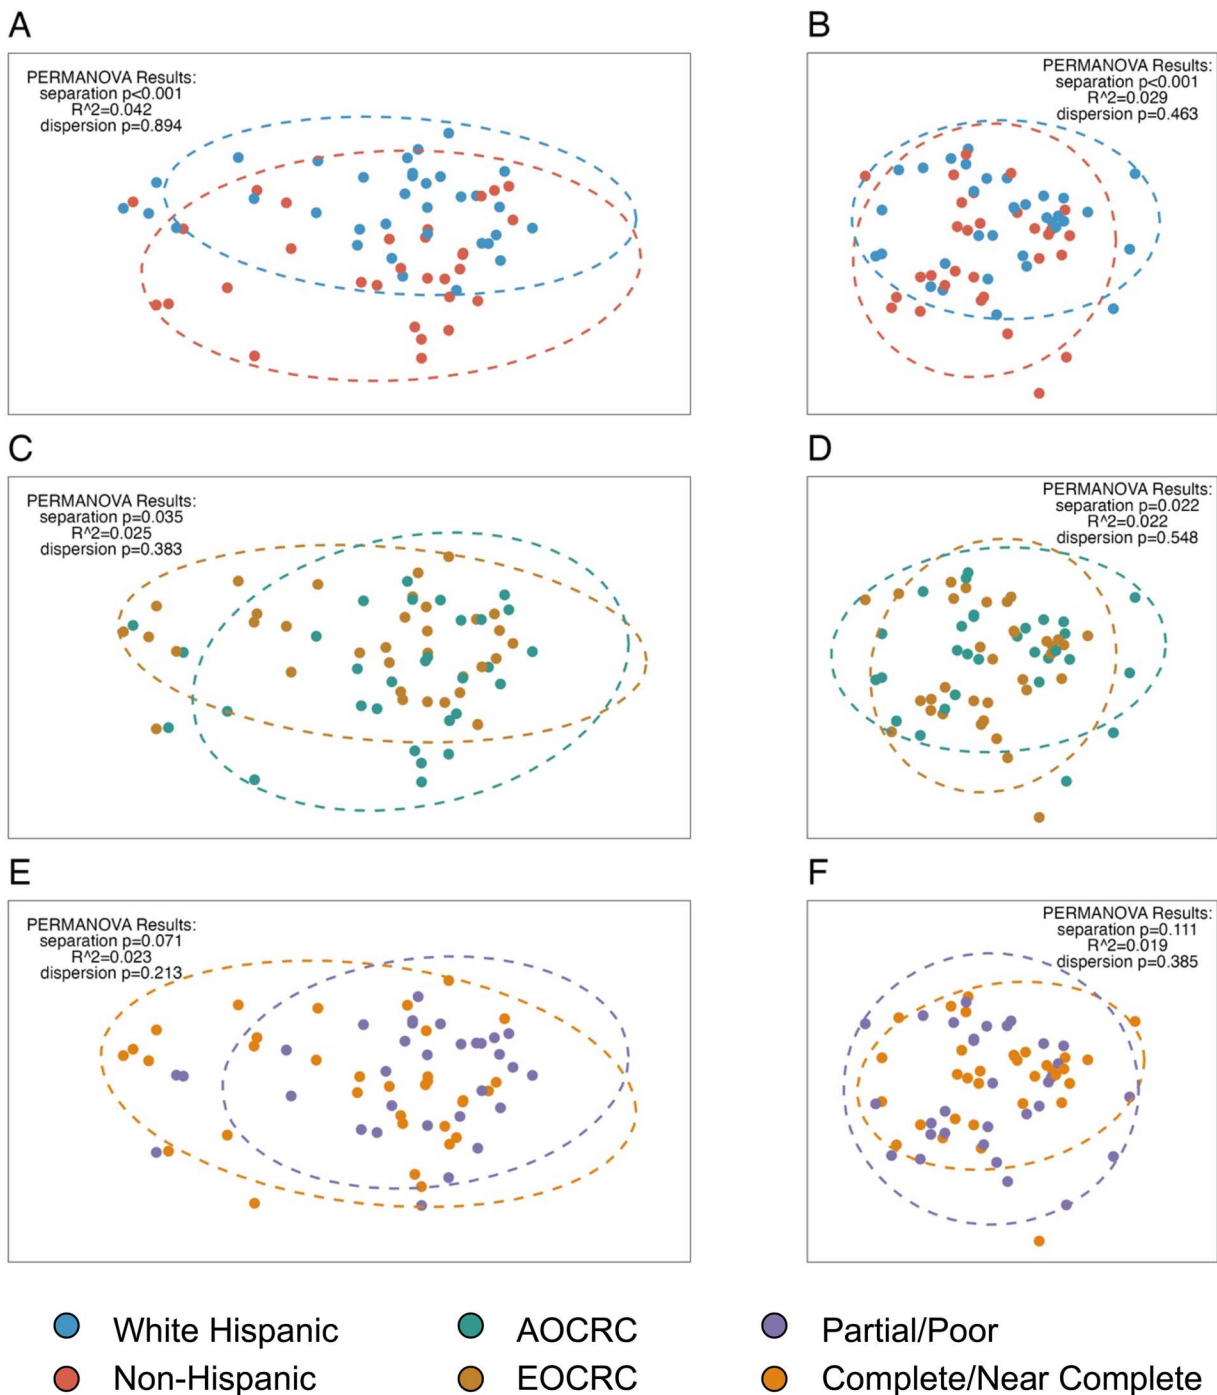 A
B
PERMANOVA Results:
separation p<0.001
R^2=0.042
dispersion p=0.894
PERMANOVA Results:
separation p<0.001
R^2=0.029
dispersion p=0.463
C
D
PERMANOVA Results:
separation p=0.035
R^2=0.025
dispersion p=0.383
PERMANOVA Results:
separation p=0.022
R^2=0.022
dispersion p=0.548
E
F
PERMANOVA Results:
separation p=0.071
R^2=0.023
dispersion p=0.213
PERMANOVA Results:
separation p=0.111
R^2=0.019
dispersion p=0.385
White Hispanic
AOCRC
Partial/Poor
Non-Hispanic
EOCRC
Complete/Near Complete